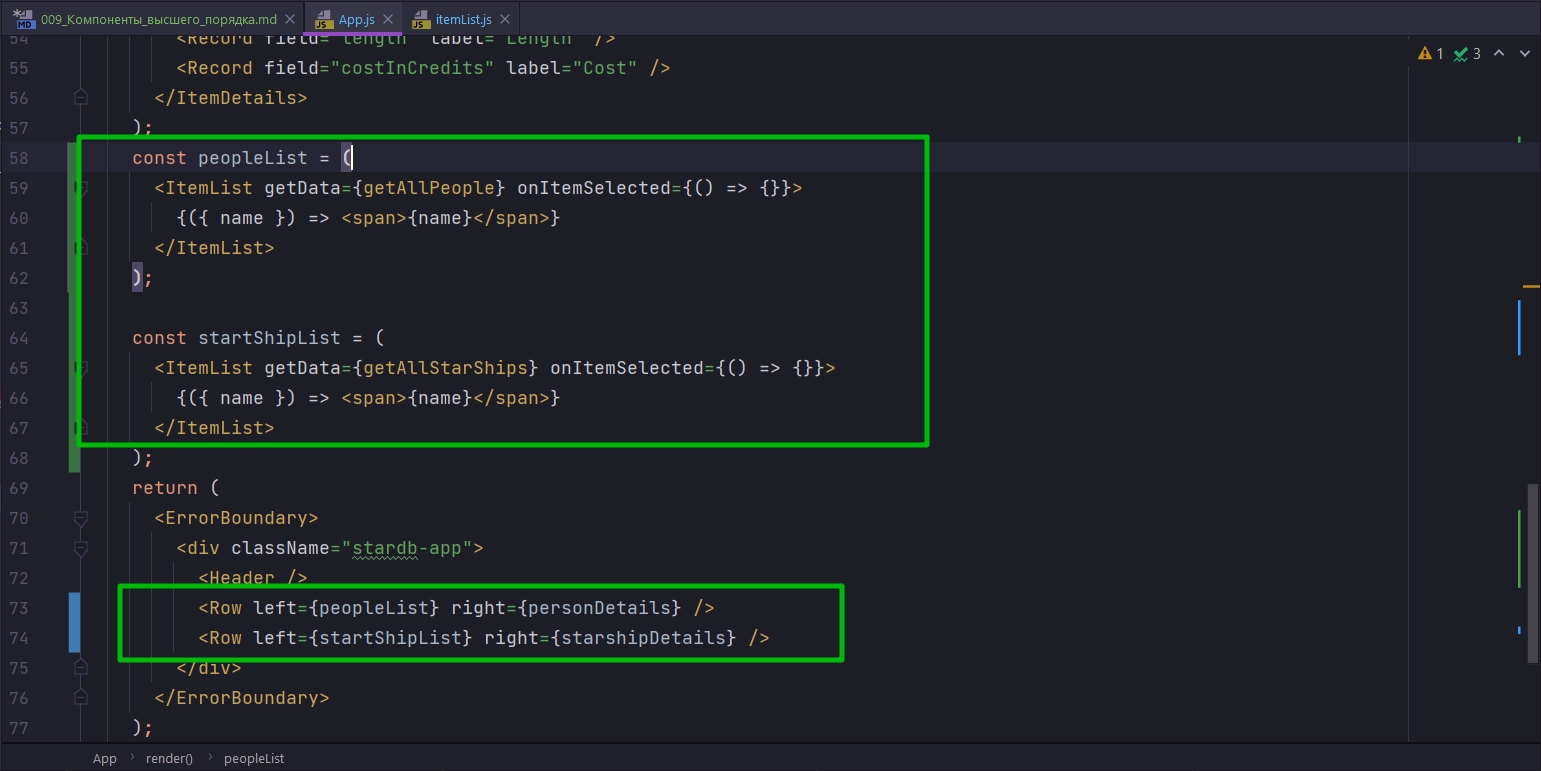 009_Компоненты_высшего_порядка.md
App.js
itemList.js
54 <Record field="length" label="Length" />
1 3
55 <Record field="costInCredits" label="Cost" />
56 </ItemDetails>
57 );
58 const peopleList = (
59 <ItemList getData={getAllPeople} onItemSelected={() => {}}>
60 {({ name }) => <span>{name}</span>}
61 </ItemList>
62 );
63
64 const startShipList = (
65 <ItemList getData={getAllStarShips} onItemSelected={() => {}}>
66 {({ name }) => <span>{name}</span>}
67 </ItemList>
68 );
69 return (
70 <ErrorBoundary>
71 <div className="stardb-app">
72 <Header />
73 <Row left={peopleList} right={personDetails} />
74 <Row left={startShipList} right={starshipDetails} />
75 </div>
76 </ErrorBoundary>
77 );
App › render() › peopleList